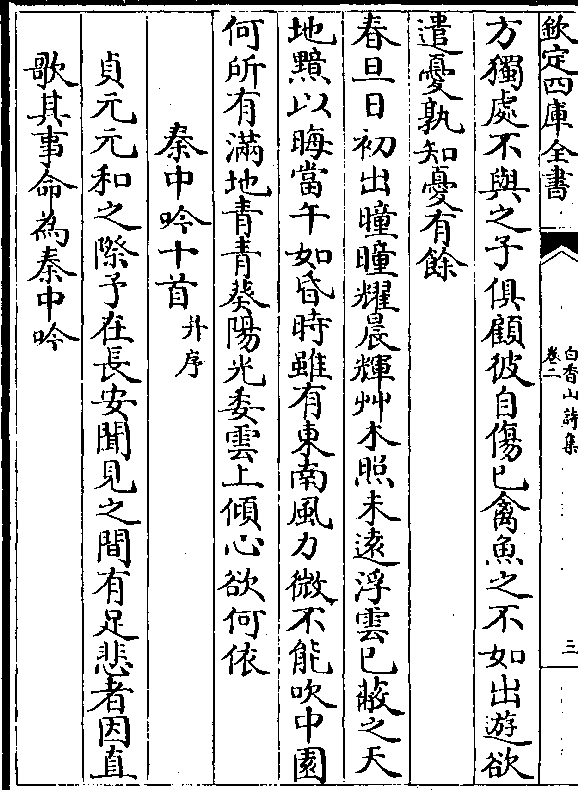 欽定四庫全書
白香山詩集
卷二
三
方獨處不與之子俱顧彼自傷已禽魚之不如出遊欲
遣憂孰知憂有餘
春旦日初出曈曈耀晨輝艸木照未遠浮雲已蔽之天
地黯以晦當午如昏時雖有東南風力微不能吹中園
何所有滿地青青葵陽光委雲上傾心欲何依
秦中吟十首
并序
貞元元和之際予在長安聞見之間有足悲者因直
歌其事命為秦中吟